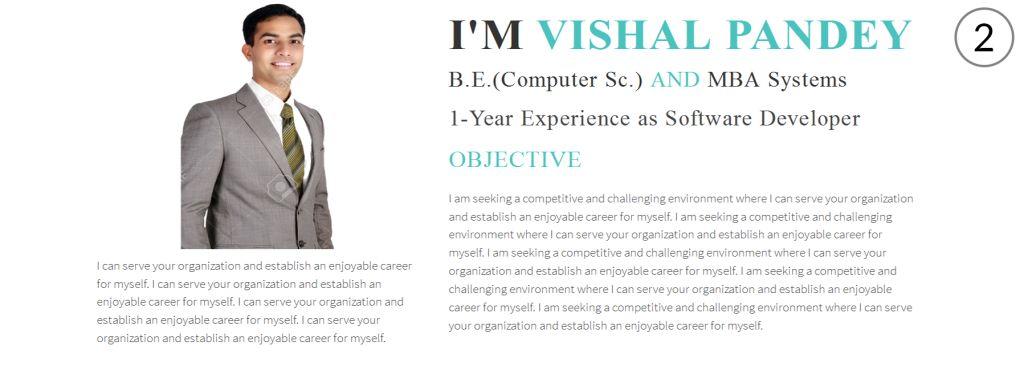 I'M VISHAL PANDEY
2
B.E.(Computer Sc.) AND MBA Systems
1-Year Experience as Software Developer
OBJECTIVE
I am seeking a competitive and challenging environment where I can serve your organization
and establish an enjoyable career for myself. I am seeking a competitive and challenging
environment where I can serve your organization and establish an enjoyable career for
myself. I am seeking a competitive and challenging environment where I can serve your
organization and establish an enjoyable career for myself. I am seeking a competitive and
challenging environment where I can serve your organization and establish an enjoyable
career for myself. I am seeking a competitive and challenging environment where I can serve
your organization and establish an enjoyable career for myself.
I can serve your organization and establish an enjoyable career
for myself. I can serve your organization and establish an
enjoyable career for myself. I can serve your organization and
establish an enjoyable career for myself. I can serve your
organization and establish an enjoyable career for myself.